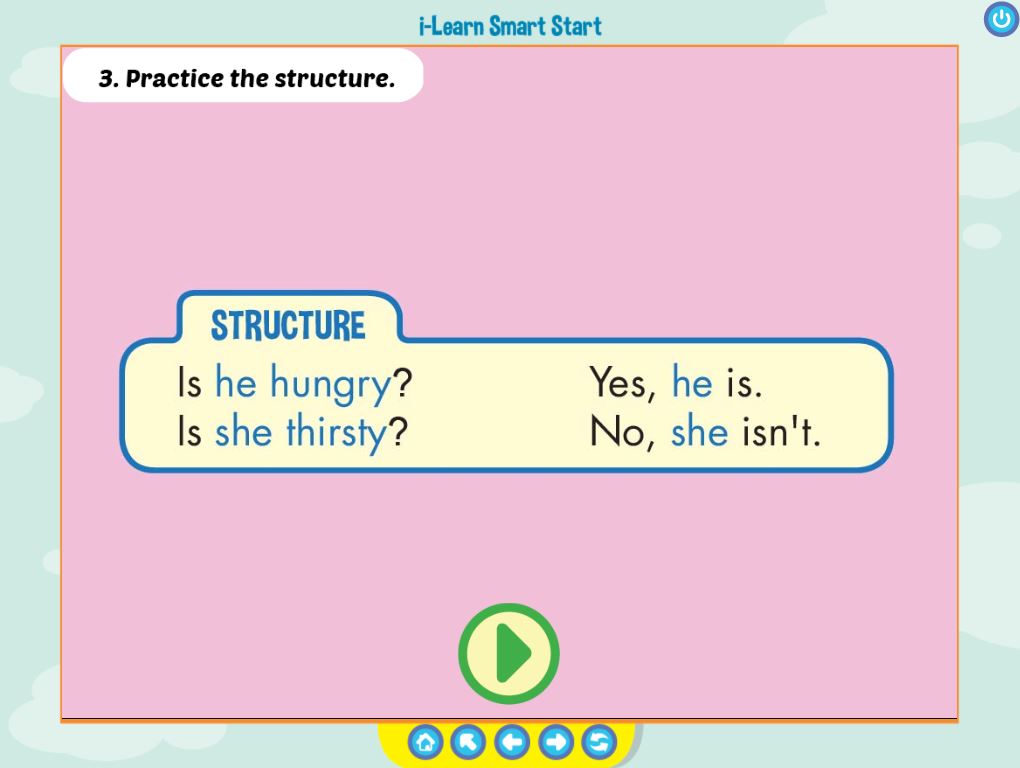 i-Learn Smart Start
3. Practice the structure.
STRUCTURE
Is he hungry? Yes, he is.
Is she thirsty? No, she isn't.